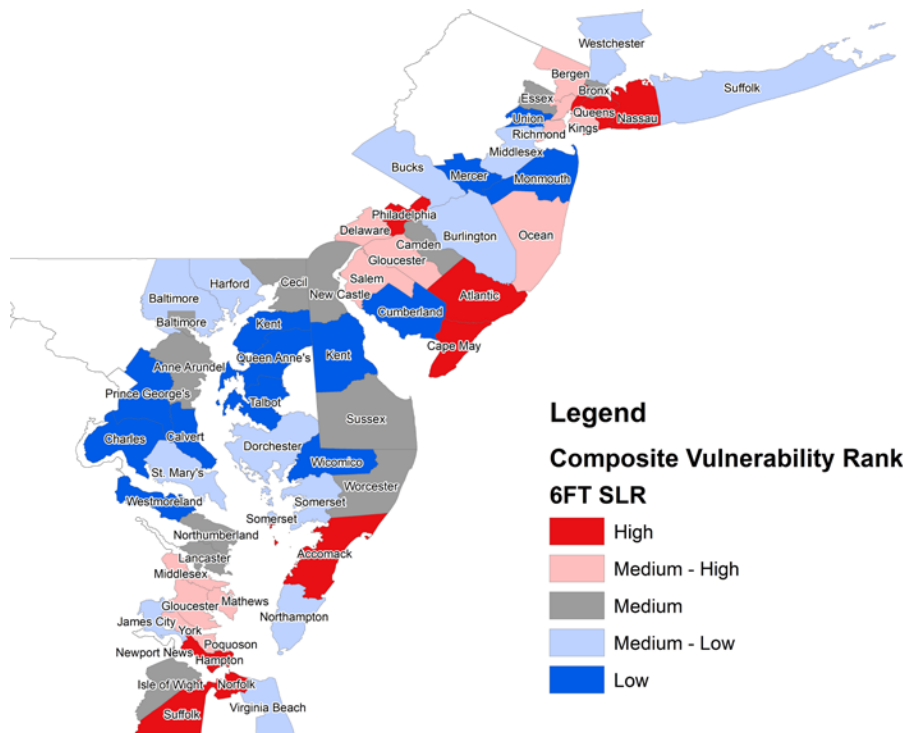 Westchester
Bergen
Suffolk
Bronx
Essex
Queens
Nassau
Union
Kings
Richmond
Middlesex
Bucks
Mercer
Monmouth
Philadelphia
Delaware
Burlington
Ocean
Camden
Gloucester
Salem
Cecil
Harford
New Castle
Atlantic
Baltimore
Cumberland
Baltimore
Kent
Cape May
Queen Anne's
Kent
Anne Arundel
Prince George's
Talbot
Sussex
Charles
Calvert
Dorchester
Wicomico
St. Mary's
Worcester
Westmoreland
Somerset
Somerset
Northumberland
Accomack
Lancaster
Middlesex
Gloucester
Mathews
Northampton
James City
York
Poquoson
Newport News
Hampton
Isle of Wight
Norfolk
Virginia Beach
Suffolk
Legend
Composite Vulnerability Rank
6FT SLR
High
Medium - High
Medium
Medium - Low
Low